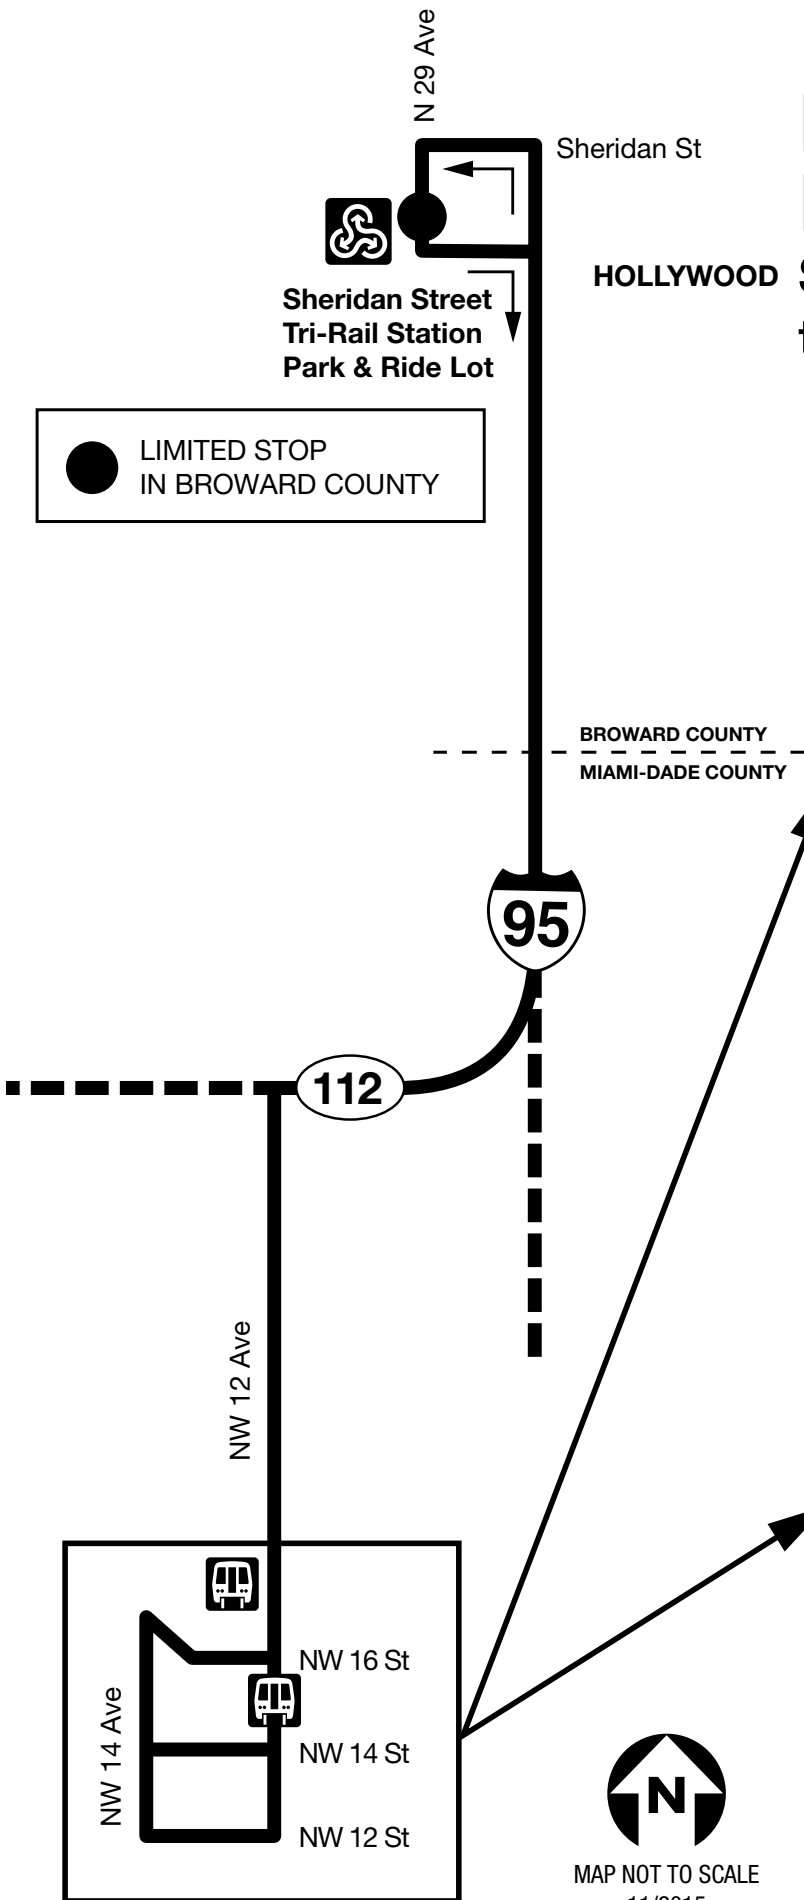 N 29 Ave
Sheridan St
HOLLYWOOD
Sheridan Street
Tri-Rail Station
Park & Ride Lot
LIMITED STOP
IN BROWARD COUNTY
BROWARD COUNTY
MIAMI-DADE COUNTY
95
112
NW 12 Ave
NW 16 St
NW 14 Ave
NW 14 St
NW 12 St
N
MAP NOT TO SCALE